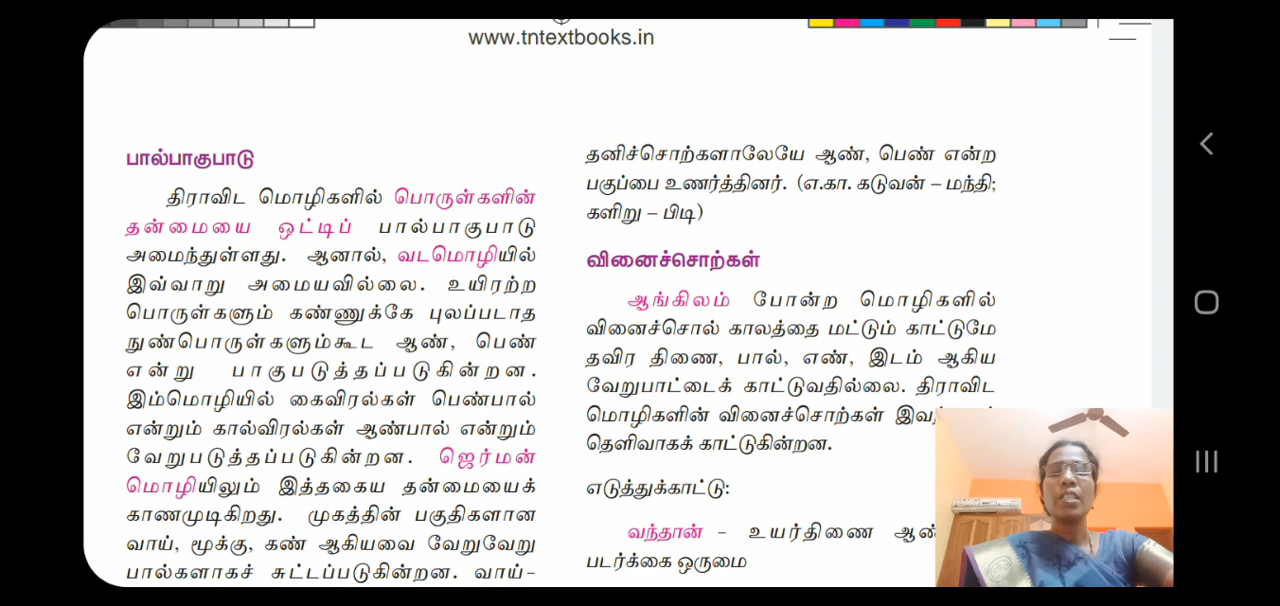 www.tntextbooks.in
பால்பாகுபாடு
திராவிட மொழிகளில் பொருள்களின்
தன்மையை ஒட்டிப் பால்பாகுபாடு
அமைந்துள்ளது. ஆனால், வடமொழியில்
இவ்வாறு அமையவில்லை. உயிரற்ற
பொருள்களும் கண்ணுக்கே புலப்படாத
நுண்பொருள்களும்கூட ஆண், பெண்
என்று பாகுபடுத்தப்படுகின்றன.
இம்மொழியில் கைவிரல்கள் பெண்பால்
என்றும் கால்விரல்கள் ஆண்பால் என்றும்
வேறுபடுத்தப்படுகின்றன. ஜெர்மன்
மொழியிலும் இத்தகைய தன்மையைக்
காணமுடிகிறது. முகத்தின் பகுதிகளான
வாய், மூக்கு, கண் ஆகியவை வேறுவேறு
பால்களாகச் சுட்டப்படுகின்றன. வாய்–
தனிச்சொற்களாலேயே ஆண், பெண் என்ற
பகுப்பை உணர்த்தினர். (எ.கா. கடுவன் – மந்தி;
களிறு – பிடி)
வினைச்சொற்கள்
ஆங்கிலம் போன்ற மொழிகளில்
வினைச்சொல் காலத்தை மட்டும் காட்டுமே
தவிர திணை, பால், எண், இடம் ஆகிய
வேறுபாட்டைக் காட்டுவதில்லை. திராவிட
மொழிகளின் வினைச்சொற்கள்
தெளிவாகக் காட்டுகின்றன.
எடுத்துக்காட்டு:
வந்தான் – உயர்திணை
படர்க்கை ஒருமை